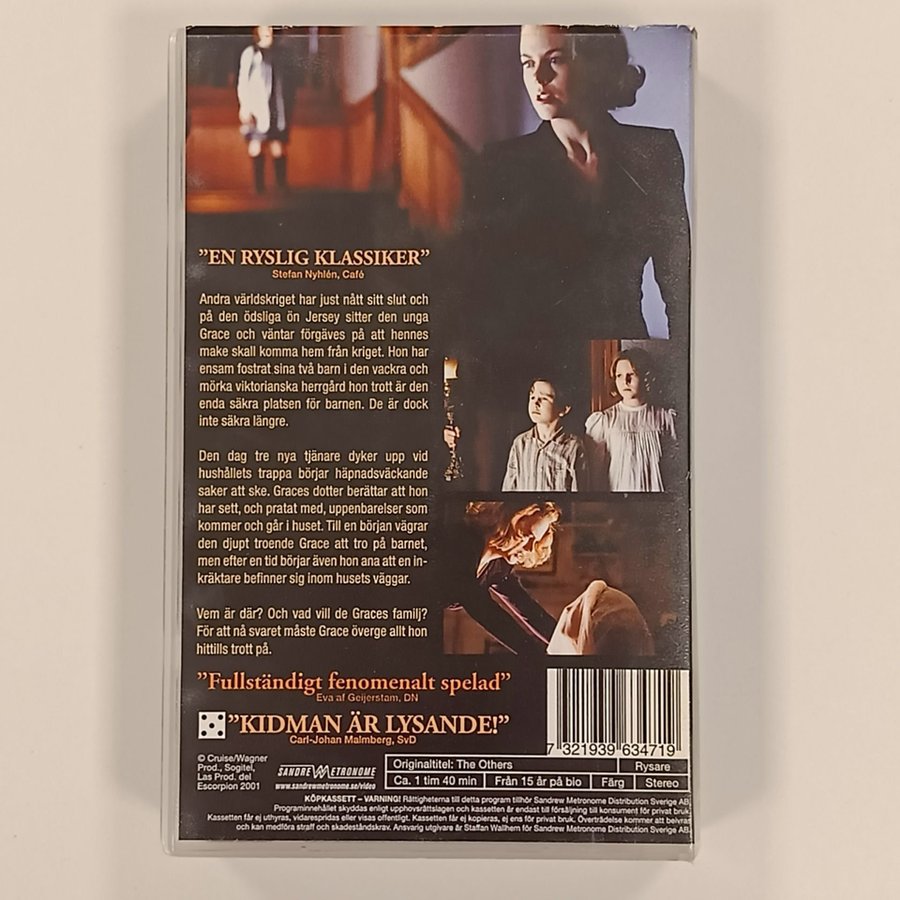 ”EN RYSLIG KLASSIKER”
Stefan Nyhlén, Café
Andra världskriget har just nått sitt slut och
på den ödsliga ön Jersey sitter den unga
Grace och väntar förgäves på att hennes
make skall komma hem från kriget. Hon har
ensam fostrat sina två barn i den vackra och
mörka viktorianska herrgård hon trott är den
enda säkra platsen för barnen. De är dock
inte säkra längre.
Den dag tre nya tjänare dyker upp vid
hushållets trappa börjar häpnadsväckande
saker att ske. Graces dotter berättar att hon
har sett, och pratat med, uppenbarelser som
kommer och går i huset. Till en början vägrar
den djupt troende Grace att tro på barnet,
men efter en tid börjar även hon ana att en in-
kräktare befinner sig inom husets väggar.
Vem är där? Och vad vill de Graces familj?
För att nå svaret måste Grace överge allt hon
hittills trott på.
”Fullständigt fenomenalt spelad”
Eva af Geijerstam, DN
”KIDMAN ÄR LYSANDE!”
Carl-Johan Malmberg, SvD
7 321939 634719
© Cruise/Wagner
Prod., Sogitel,
Las Prod. del
Escorpion 2001
SANDREW METRONOME
www.sandrewmetronome.se/video
Originaltitel: The Others
Rysare
Ca. 1 tim 40 min
Från 15 år på bio
Färg
Stereo
KÖPKASSETT – VARNING! Rättigheterna till detta program tillhör Sandrew Metronome Distribution Sverige AB.
Programinnehållet skyddas enligt upphovsrättslagen och kassetten är endast till försäljning till konsument för privat bruk.
Kassetten får ej uthyras, vidarespridas eller visas offentligt. Kassetten får ej kopieras, ej ens för privat bruk. Överträdelse kommer att beivras
och kan medföra straff och skadeståndskrav. Ansvarig utgivare är Staffan Wallhem för Sandrew Metronome Distribution Sverige AB.